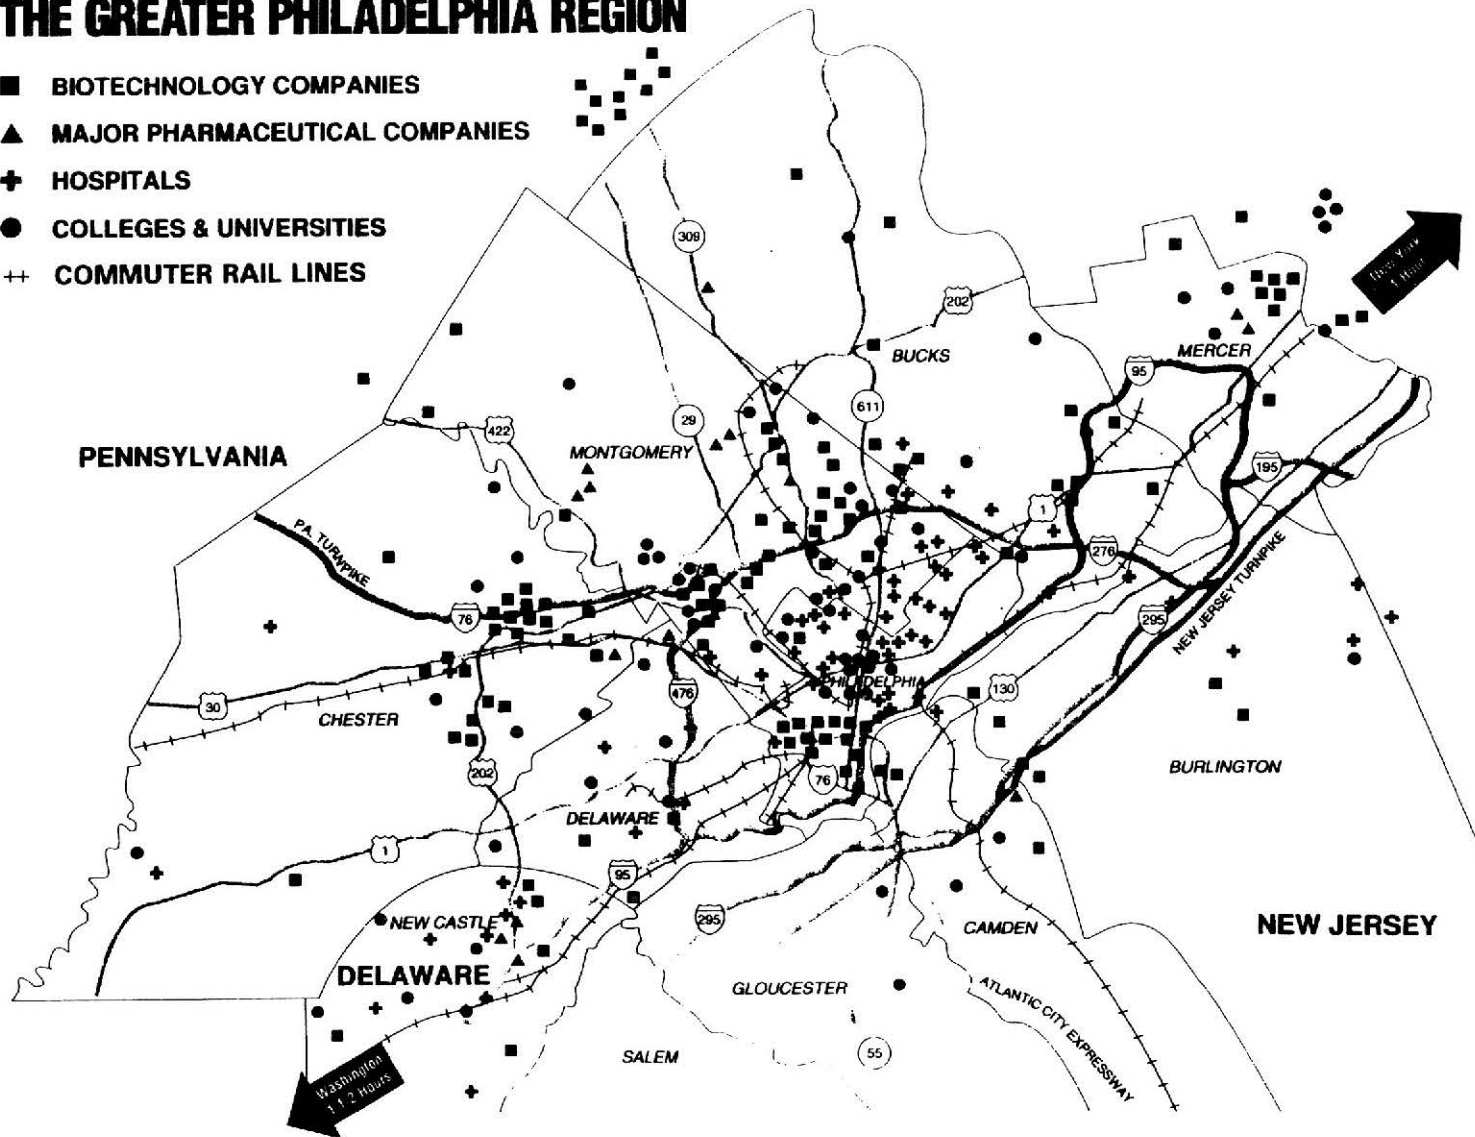 THE GREATER PHILADELPHIA REGION
BIOTECHNOLOGY COMPANIES
MAJOR PHARMACEUTICAL COMPANIES
HOSPITALS
COLLEGES & UNIVERSITIES
COMMUTER RAIL LINES
New York
1 Hour
309
202
BUCKS
MERCER
95
611
29
422
MONTGOMERY
PENNSYLVANIA
195
1
PA. TURNPIKE
276
NEW JERSEY TURNPIKE
76
295
PHILADELPHIA
476
130
30
CHESTER
BURLINGTON
202
76
DELAWARE
1
95
295
NEW CASTLE
CAMDEN
NEW JERSEY
DELAWARE
GLOUCESTER
ATLANTIC CITY EXPRESSWAY
SALEM
55
Washington
1 1-2 Hours